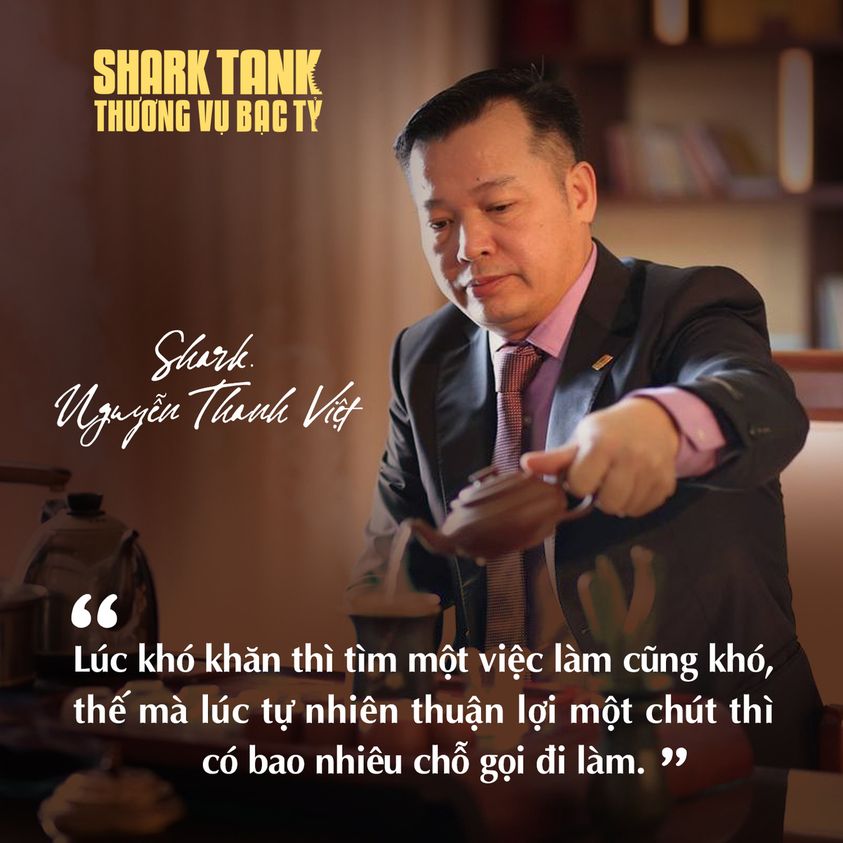 SHARK TANK
THƯƠNG VỤ BẠC TỶ
Shark.
Nguyễn Thanh Việt
“
Lúc khó khăn thì tìm một việc làm cũng khó,
thế mà lúc tự nhiên thuận lợi một chút thì
có bao nhiêu chỗ gọi đi làm. ”